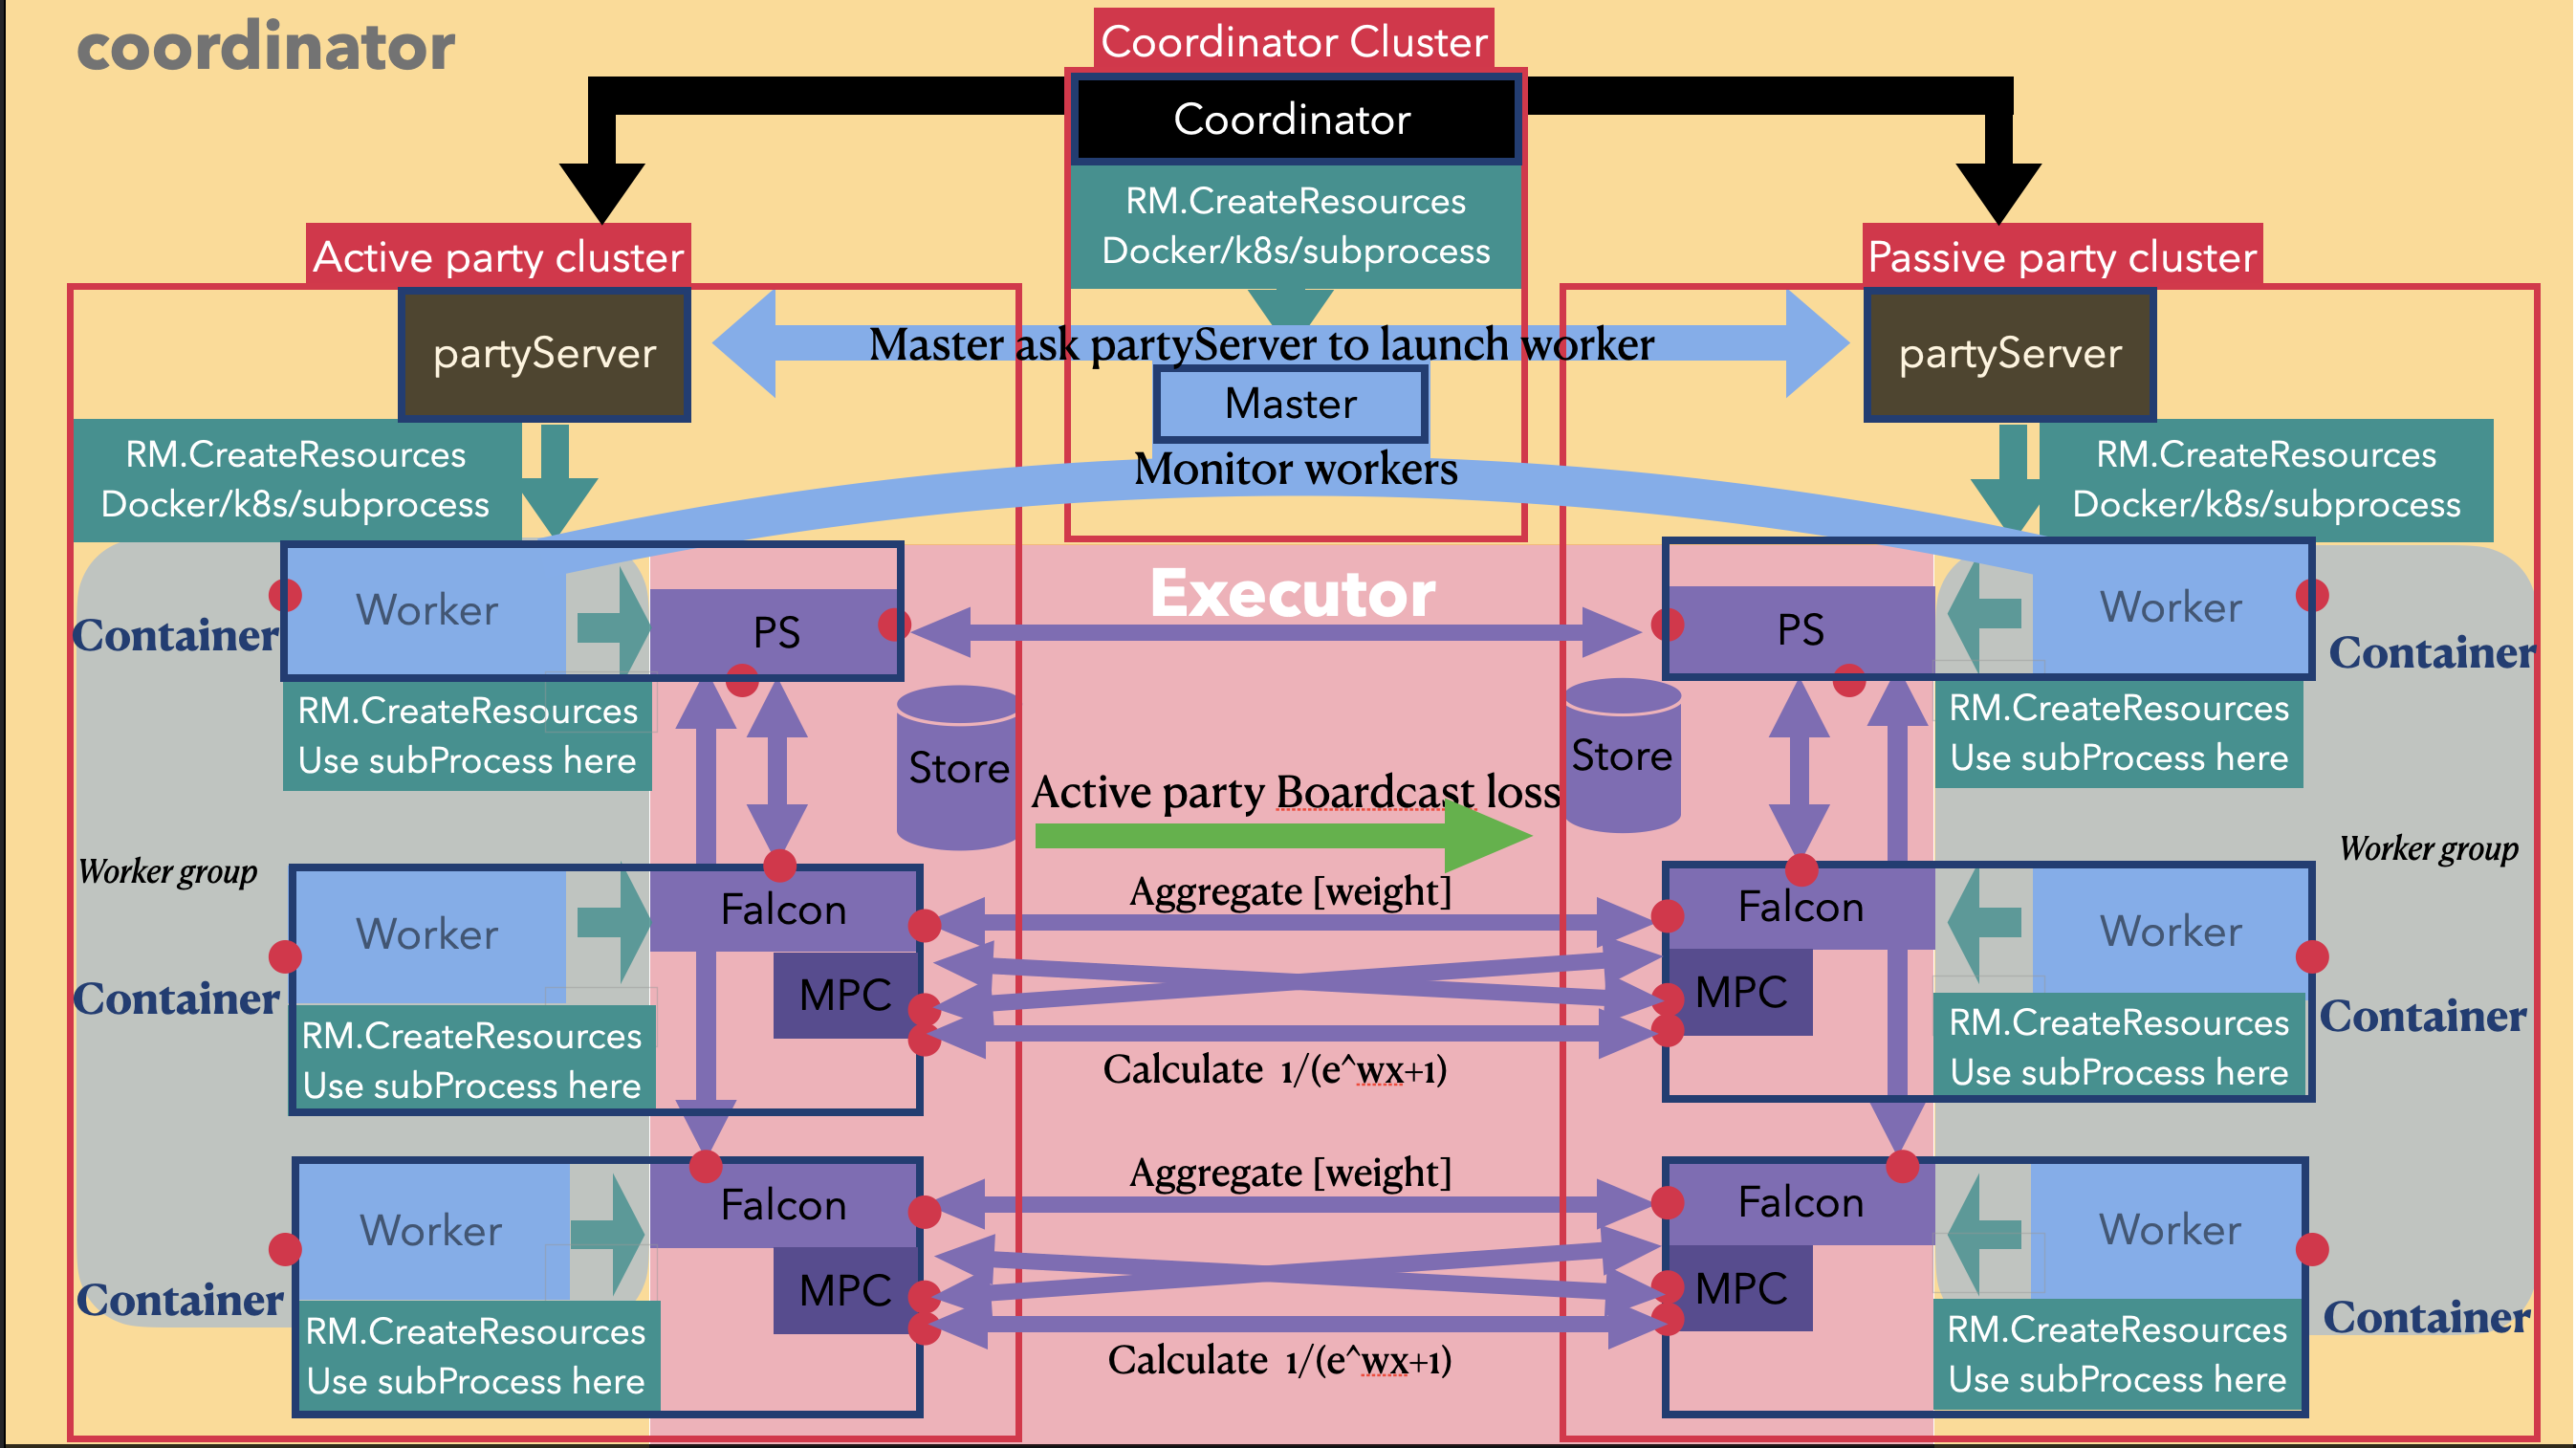 coordinator
Coordinator Cluster
Coordinator
RM.CreateResources
Docker/k8s/subprocess
Active party cluster
Passive party cluster
partyServer
Master ask partyServer to launch worker
partyServer
Master
RM.CreateResources
Docker/k8s/subprocess
Monitor workers
RM.CreateResources
Docker/k8s/subprocess
Executor
Container
Worker
PS
PS
Worker
Container
RM.CreateResources
Use subProcess here
Store
Store
RM.CreateResources
Use subProcess here
Active party Boardcast loss
Worker group
Worker group
Worker
Falcon
Aggregate [weight]
Falcon
Worker
Container
MPC
MPC
Container
RM.CreateResources
Use subProcess here
Calculate 1/(e^wx+1)
RM.CreateResources
Use subProcess here
Worker
Falcon
Aggregate [weight]
Falcon
Worker
Container
MPC
MPC
Container
RM.CreateResources
Use subProcess here
Calculate 1/(e^wx+1)
RM.CreateResources
Use subProcess here